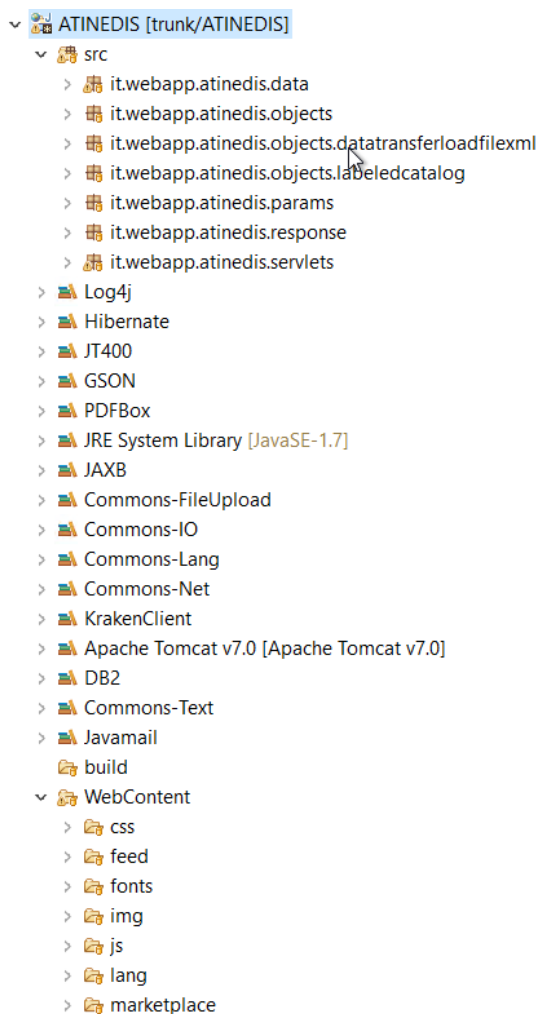 ATINEDIS [trunk/ATINEDIS]
src
it.webapp.atinedis.data
it.webapp.atinedis.objects
it.webapp.atinedis.objects.datatransferloadfilexml
it.webapp.atinedis.objects.labeledcatalog
it.webapp.atinedis.params
it.webapp.atinedis.response
it.webapp.atinedis.servlets
Log4j
Hibernate
JT400
GSON
PDFBox
JRE System Library [JavaSE-1.7]
JAXB
Commons-FileUpload
Commons-IO
Commons-Lang
Commons-Net
KrakenClient
Apache Tomcat v7.0 [Apache Tomcat v7.0]
DB2
Commons-Text
Javamail
build
WebContent
css
feed
fonts
img
js
lang
marketplace